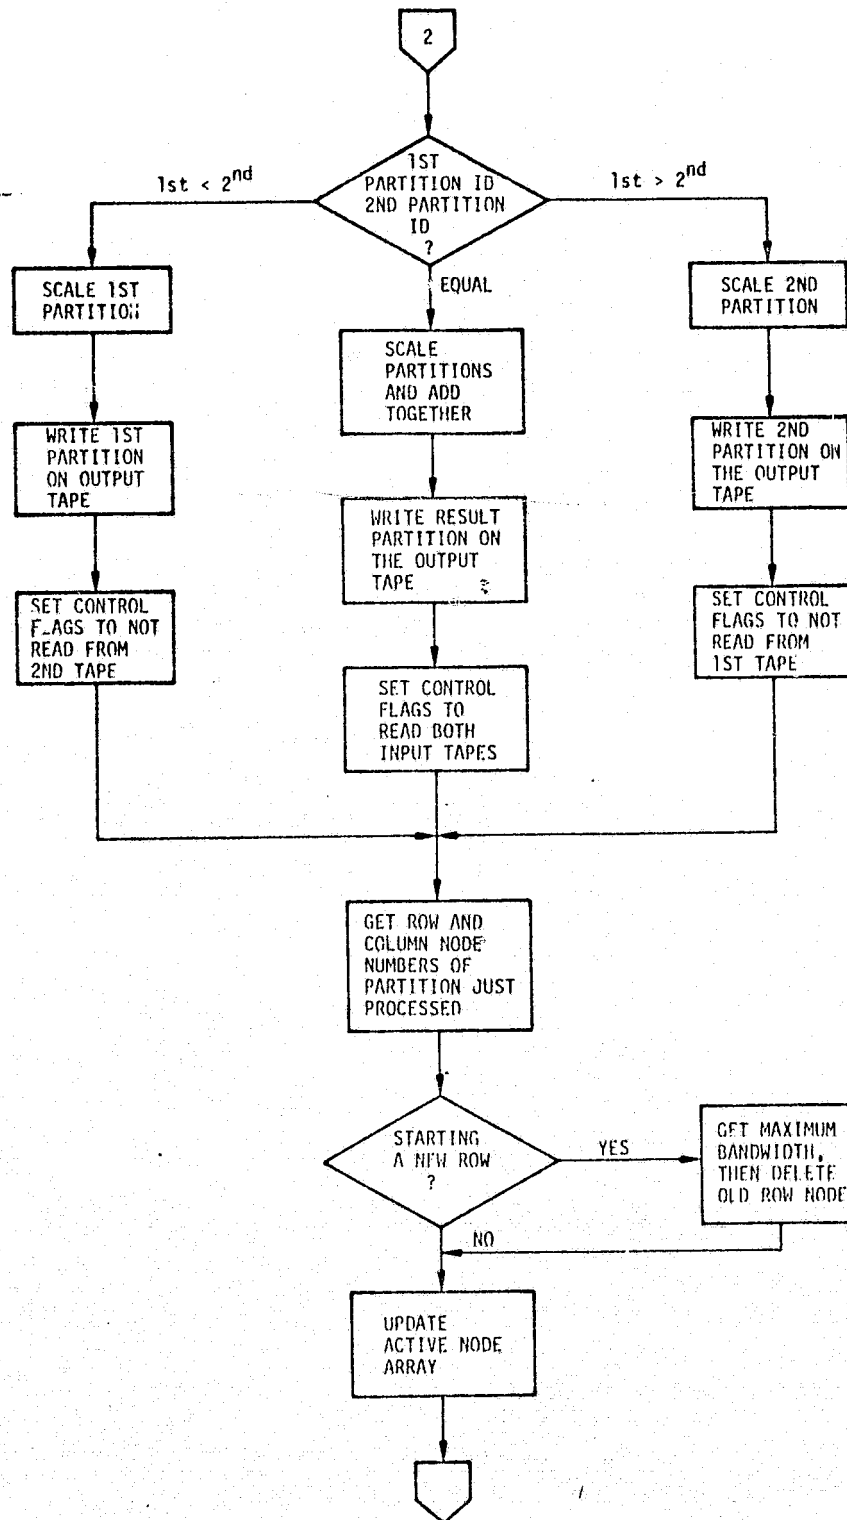 2
1ST
PARTITION ID
2ND PARTITION
ID
?
1st < 2nd
1st > 2nd
EQUAL
SCALE 1ST
PARTITION
SCALE
PARTITIONS
AND ADD
TOGETHER
SCALE 2ND
PARTITION
WRITE 1ST
PARTITION
ON OUTPUT
TAPE
WRITE RESULT
PARTITION ON
THE OUTPUT
TAPE
WRITE 2ND
PARTITION ON
THE OUTPUT
TAPE
SET CONTROL
FLAGS TO NOT
READ FROM
2ND TAPE
SET CONTROL
FLAGS TO
READ BOTH
INPUT TAPES
SET CONTROL
FLAGS TO NOT
READ FROM
1ST TAPE
GET ROW AND
COLUMN NODE
NUMBERS OF
PARTITION JUST
PROCESSED
STARTING
A NEW ROW
?
YES
GET MAXIMUM
BANDWIDTH,
THEN DELETE
OLD ROW NODE
NO
UPDATE
ACTIVE NODE
ARRAY